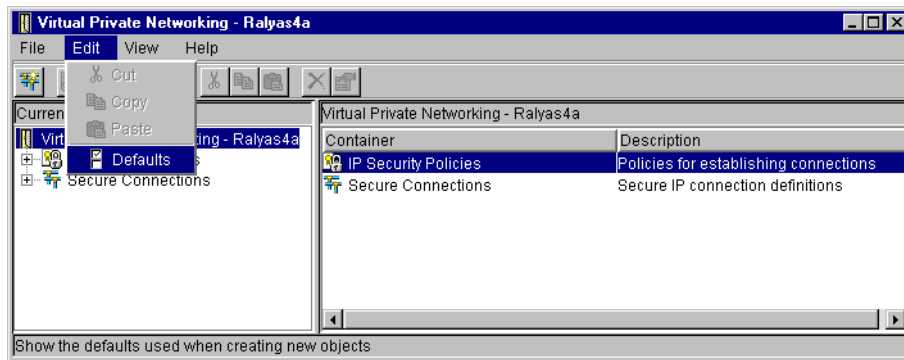 Virtual Private Networking - Ralyas4a
File Edit View Help
Cut
Copy
Paste
Defaults
Curren
Virt ing - Ralyas4a
s
Secure Connections
Virtual Private Networking - Ralyas4a
Container Description
IP Security Policies Policies for establishing connections
Secure Connections Secure IP connection definitions
Show the defaults used when creating new objects